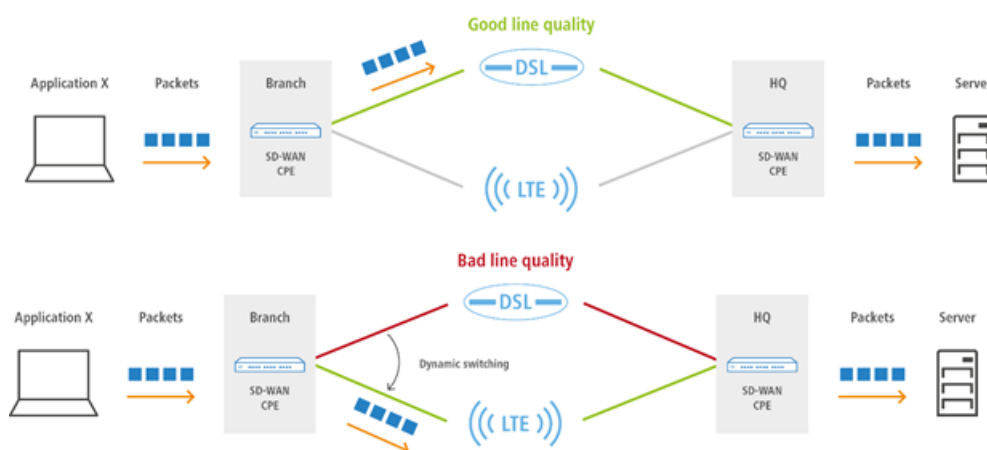 Good line quality
Application X
Packets
Branch
DSL
HQ
Packets
Server
SD-WAN
CPE
SD-WAN
CPE
LTE
Bad line quality
Application X
Packets
Branch
DSL
HQ
Packets
Server
Dynamic switching
SD-WAN
CPE
SD-WAN
CPE
LTE